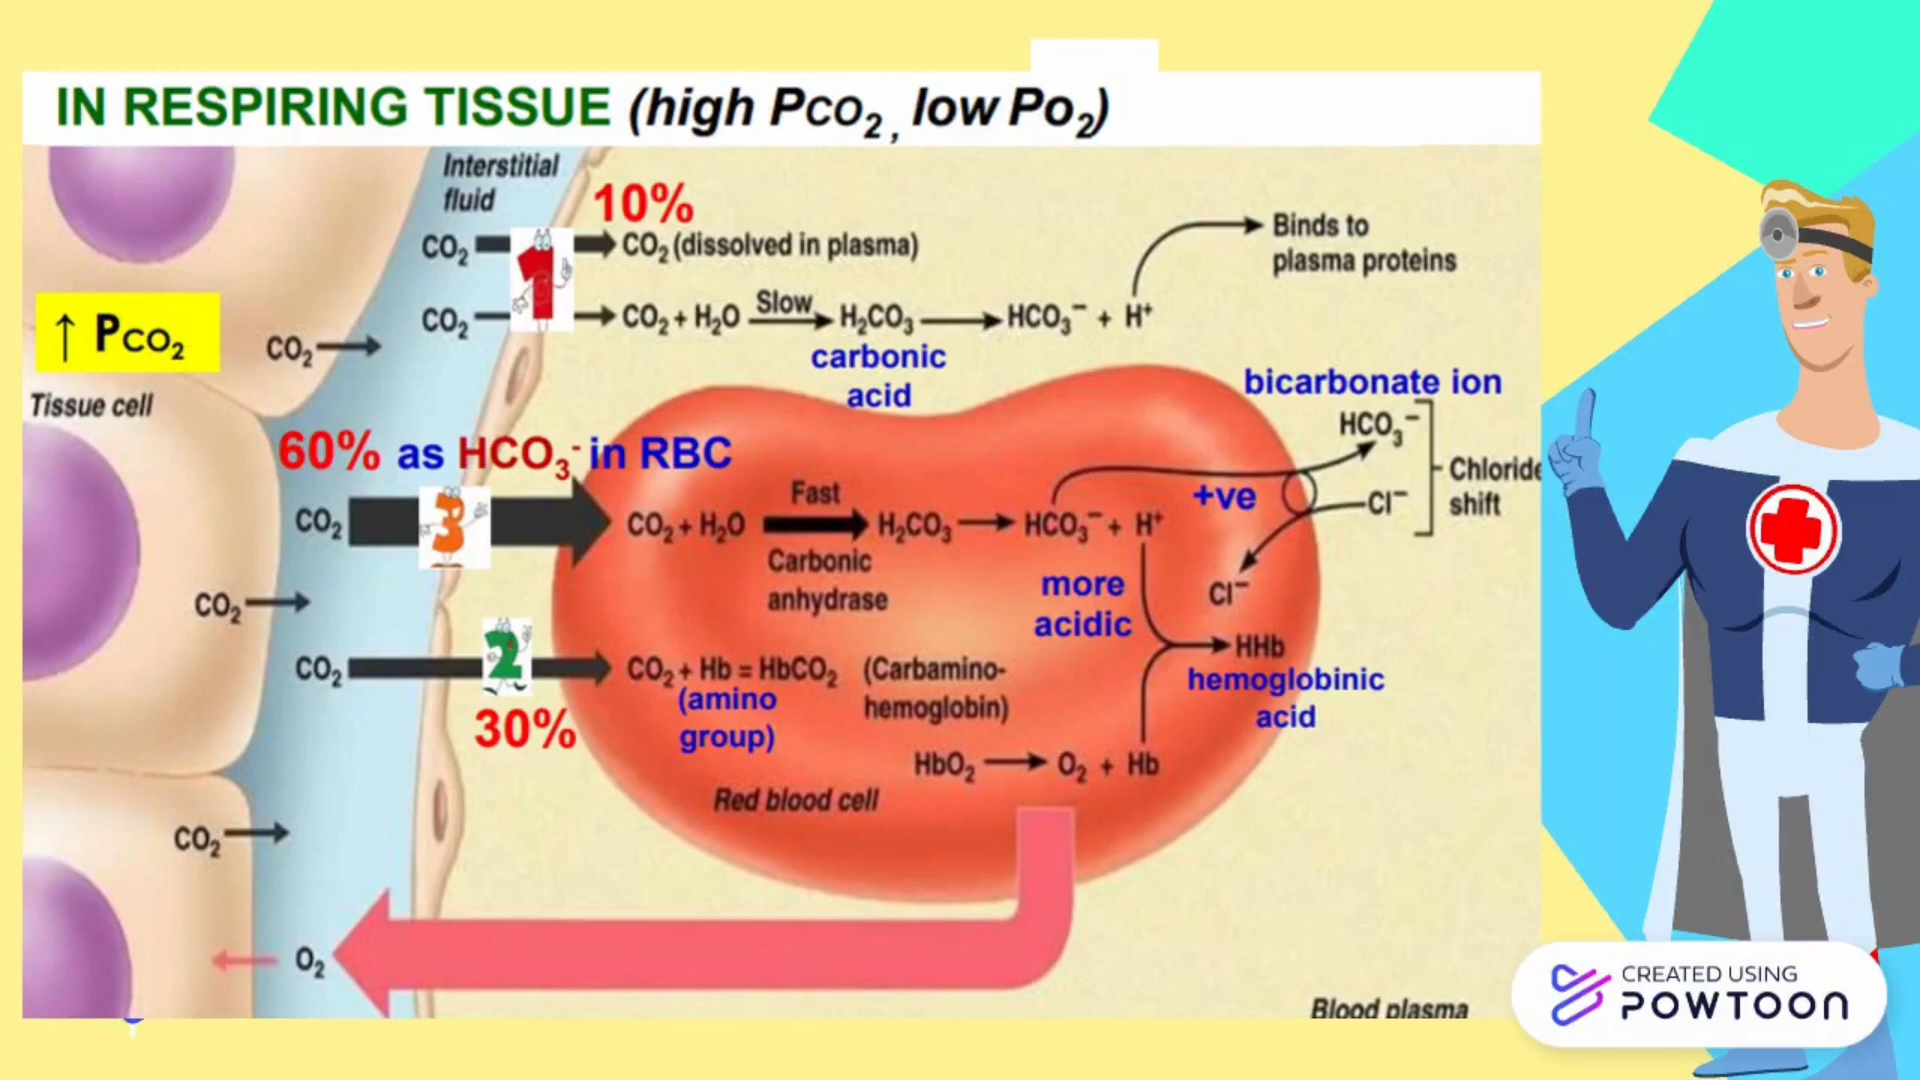 IN RESPIRING TISSUE (high PCO₂, low Po₂)
Interstitial
fluid
10%
CO₂ 1 CO₂ (dissolved in plasma)
Binds to
plasma proteins
CO₂ CO₂ + H₂O Slow H₂CO₃ HCO₃⁻ + H⁺
carbonic
acid
↑ PCO₂
CO₂
Tissue cell
bicarbonate ion
HCO₃⁻
Chloride
shift
Cl⁻
+ve
Cl⁻
60% as HCO₃⁻ in RBC
CO₂ 3 CO₂ + H₂O Fast H₂CO₃ HCO₃⁻ + H⁺
Carbonic
anhydrase
more
acidic
CO₂
HHb
hemoglobinic
acid
CO₂ 2 CO₂ + Hb = HbCO₂ (Carbamino-
hemoglobin)
(amino
group)
30%
HbO₂ O₂ + Hb
Red blood cell
CO₂
O₂
Blood plasma
CREATED USING
POWTOON